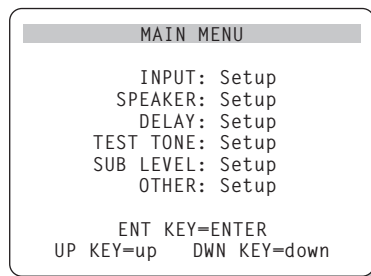 MAIN MENU
INPUT: Setup
SPEAKER: Setup
DELAY: Setup
TEST TONE: Setup
SUB LEVEL: Setup
OTHER: Setup
ENT KEY=ENTER
UP KEY=up DWN KEY=down